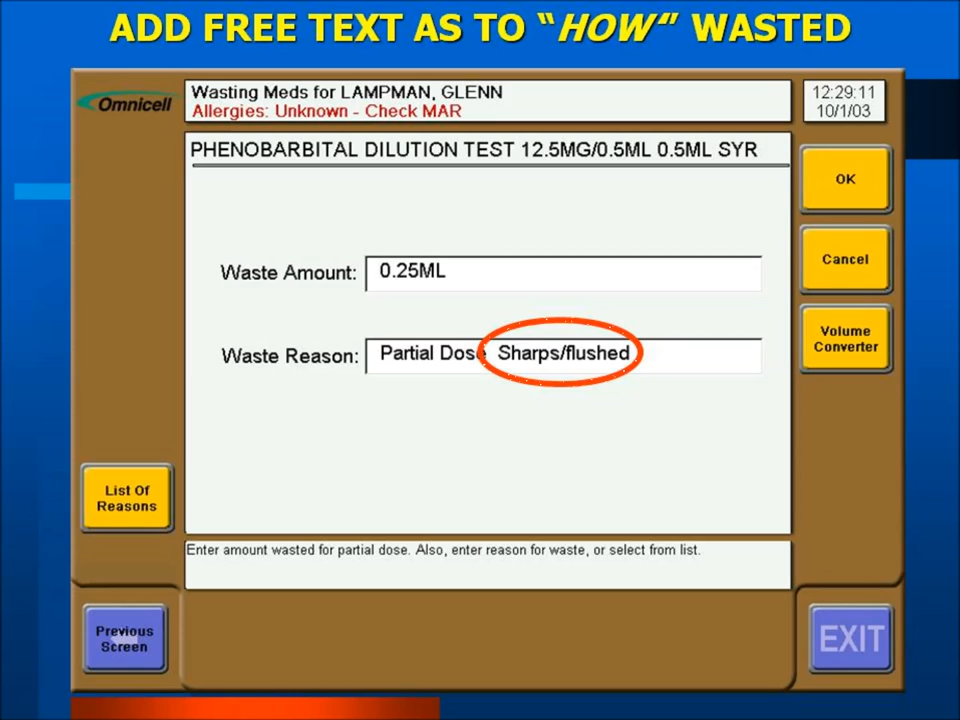 ADD FREE TEXT AS TO "HOW" WASTED
Omnicell
Wasting Meds for LAMPMAN, GLENN
Allergies: Unknown - Check MAR
12:29:11
10/1/03
PHENOBARBITAL DILUTION TEST 12.5MG/0.5ML 0.5ML SYR
OK
Waste Amount: 0.25ML
Cancel
Volume
Converter
Waste Reason: Partial Dose Sharps/flushed
List Of
Reasons
Enter amount wasted for partial dose. Also, enter reason for waste, or select from list.
Previous
Screen
EXIT